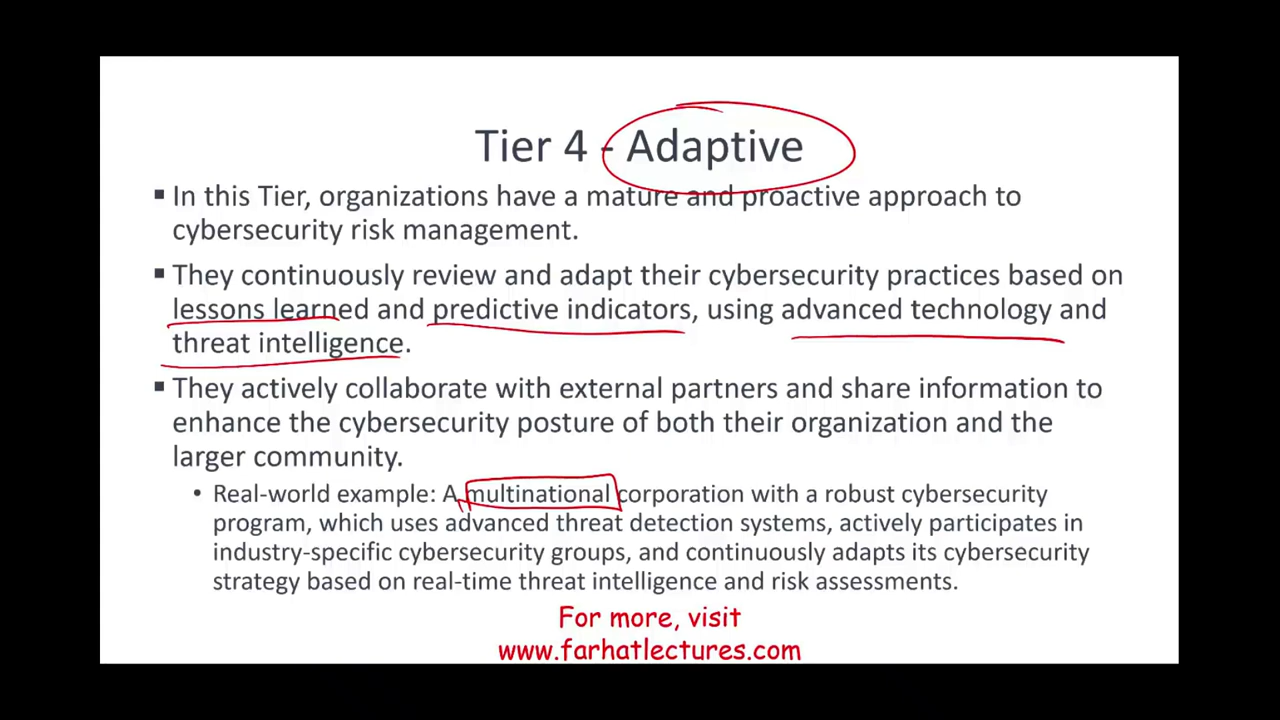 Tier 4 - Adaptive
▪ In this Tier, organizations have a mature and proactive approach to
cybersecurity risk management.
▪ They continuously review and adapt their cybersecurity practices based on
lessons learned and predictive indicators, using advanced technology and
threat intelligence.
▪ They actively collaborate with external partners and share information to
enhance the cybersecurity posture of both their organization and the
larger community.
• Real-world example: A multinational corporation with a robust cybersecurity
program, which uses advanced threat detection systems, actively participates in
industry-specific cybersecurity groups, and continuously adapts its cybersecurity
strategy based on real-time threat intelligence and risk assessments.
For more, visit
www.farhatlectures.com